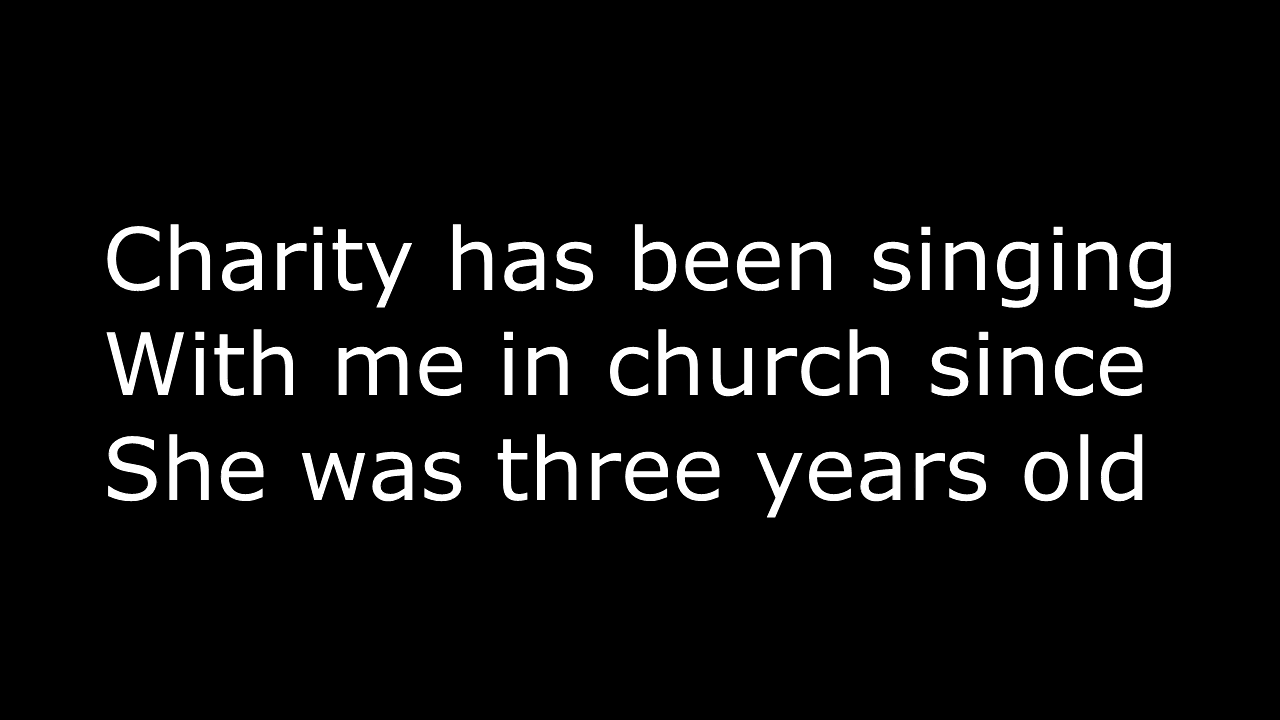 Charity has been singing
With me in church since
She was three years old